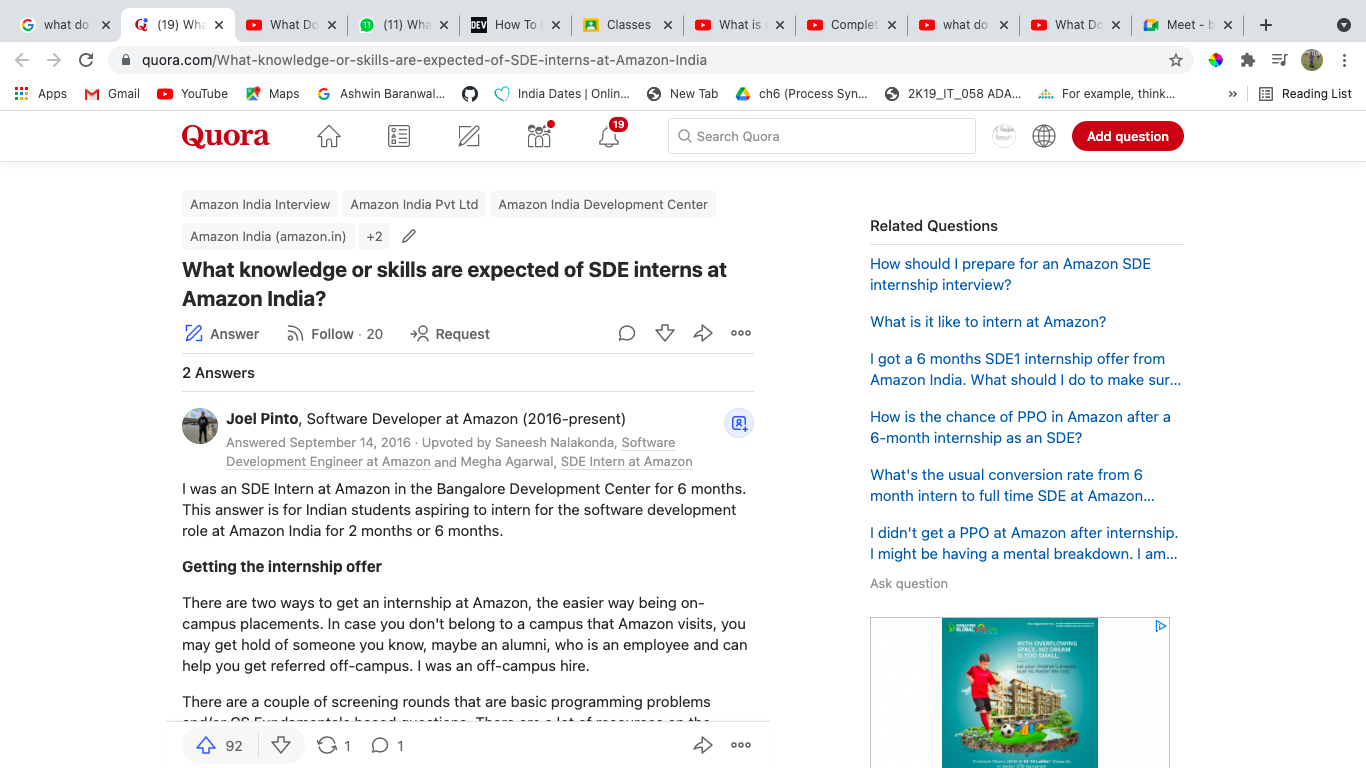 what do
(19) Wha
What Do
(11) Wha
DEV
How To
Classes
What is
Complet
what do
What Do
Meet - b
quora.com/What-knowledge-or-skills-are-expected-of-SDE-interns-at-Amazon-India
Apps
Gmail
YouTube
Maps
Ashwin Baranwal...
India Dates | Onlin...
New Tab
ch6 (Process Syn...
2K19_IT_058 ADA...
For example, think...
»
Reading List
Quora
19
Search Quora
Add question
Amazon India Interview
Amazon India Pvt Ltd
Amazon India Development Center
Amazon India (amazon.in)
+2
What knowledge or skills are expected of SDE interns at
Amazon India?
Answer
Follow · 20
Request
2 Answers
Joel Pinto, Software Developer at Amazon (2016-present)
Answered September 14, 2016 · Upvoted by Saneesh Nalakonda, Software
Development Engineer at Amazon and Megha Agarwal, SDE Intern at Amazon
I was an SDE Intern at Amazon in the Bangalore Development Center for 6 months.
This answer is for Indian students aspiring to intern for the software development
role at Amazon India for 2 months or 6 months.
Getting the internship offer
There are two ways to get an internship at Amazon, the easier way being on-
campus placements. In case you don't belong to a campus that Amazon visits, you
may get hold of someone you know, maybe an alumni, who is an employee and can
help you get referred off-campus. I was an off-campus hire.
There are a couple of screening rounds that are basic programming problems
92
1
1
Related Questions
How should I prepare for an Amazon SDE
internship interview?
What is it like to intern at Amazon?
I got a 6 months SDE1 internship offer from
Amazon India. What should I do to make sur...
How is the chance of PPO in Amazon after a
6-month internship as an SDE?
What's the usual conversion rate from 6
month intern to full time SDE at Amazon...
I didn't get a PPO at Amazon after internship.
I might be having a mental breakdown. I am...
Ask question
WITH OVERFLOWING
SPACE, NO DREAM
IS TOO SMALL.
Let your children's dreams
soar no matter the size.